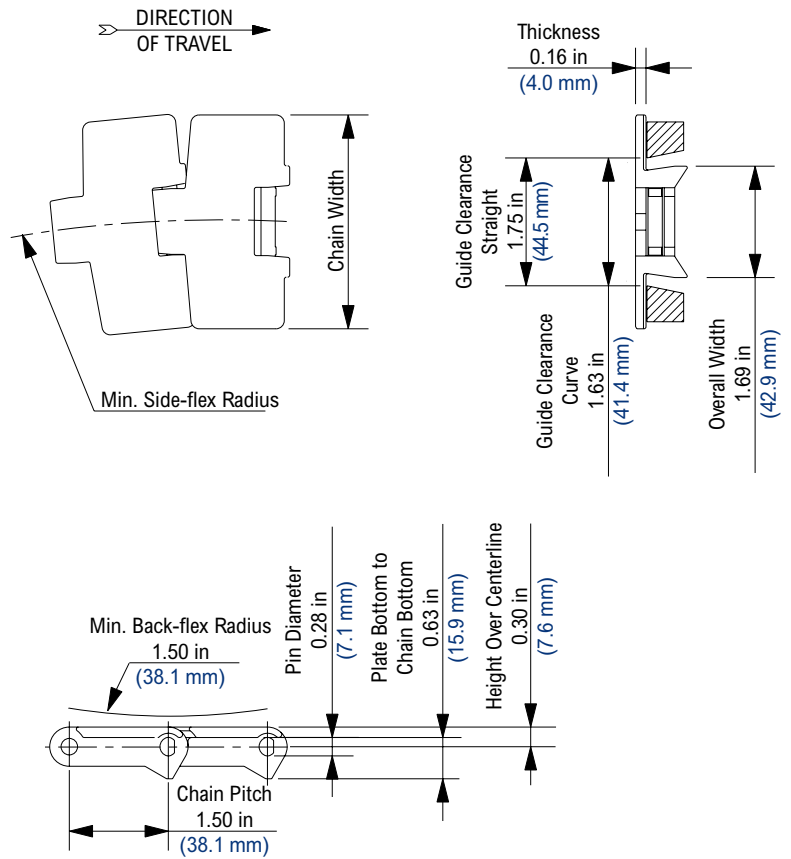 DIRECTION
OF TRAVEL
Chain Width
Min. Side-flex Radius
Thickness
0.16 in
(4.0 mm)
Guide Clearance
Straight
1.75 in
(44.5 mm)
Guide Clearance
Curve
1.63 in
(41.4 mm)
Overall Width
1.69 in
(42.9 mm)
Min. Back-flex Radius
1.50 in
(38.1 mm)
Pin Diameter
0.28 in
(7.1 mm)
Plate Bottom to
Chain Bottom
0.63 in
(15.9 mm)
Height Over Centerline
0.30 in
(7.6 mm)
Chain Pitch
1.50 in
(38.1 mm)